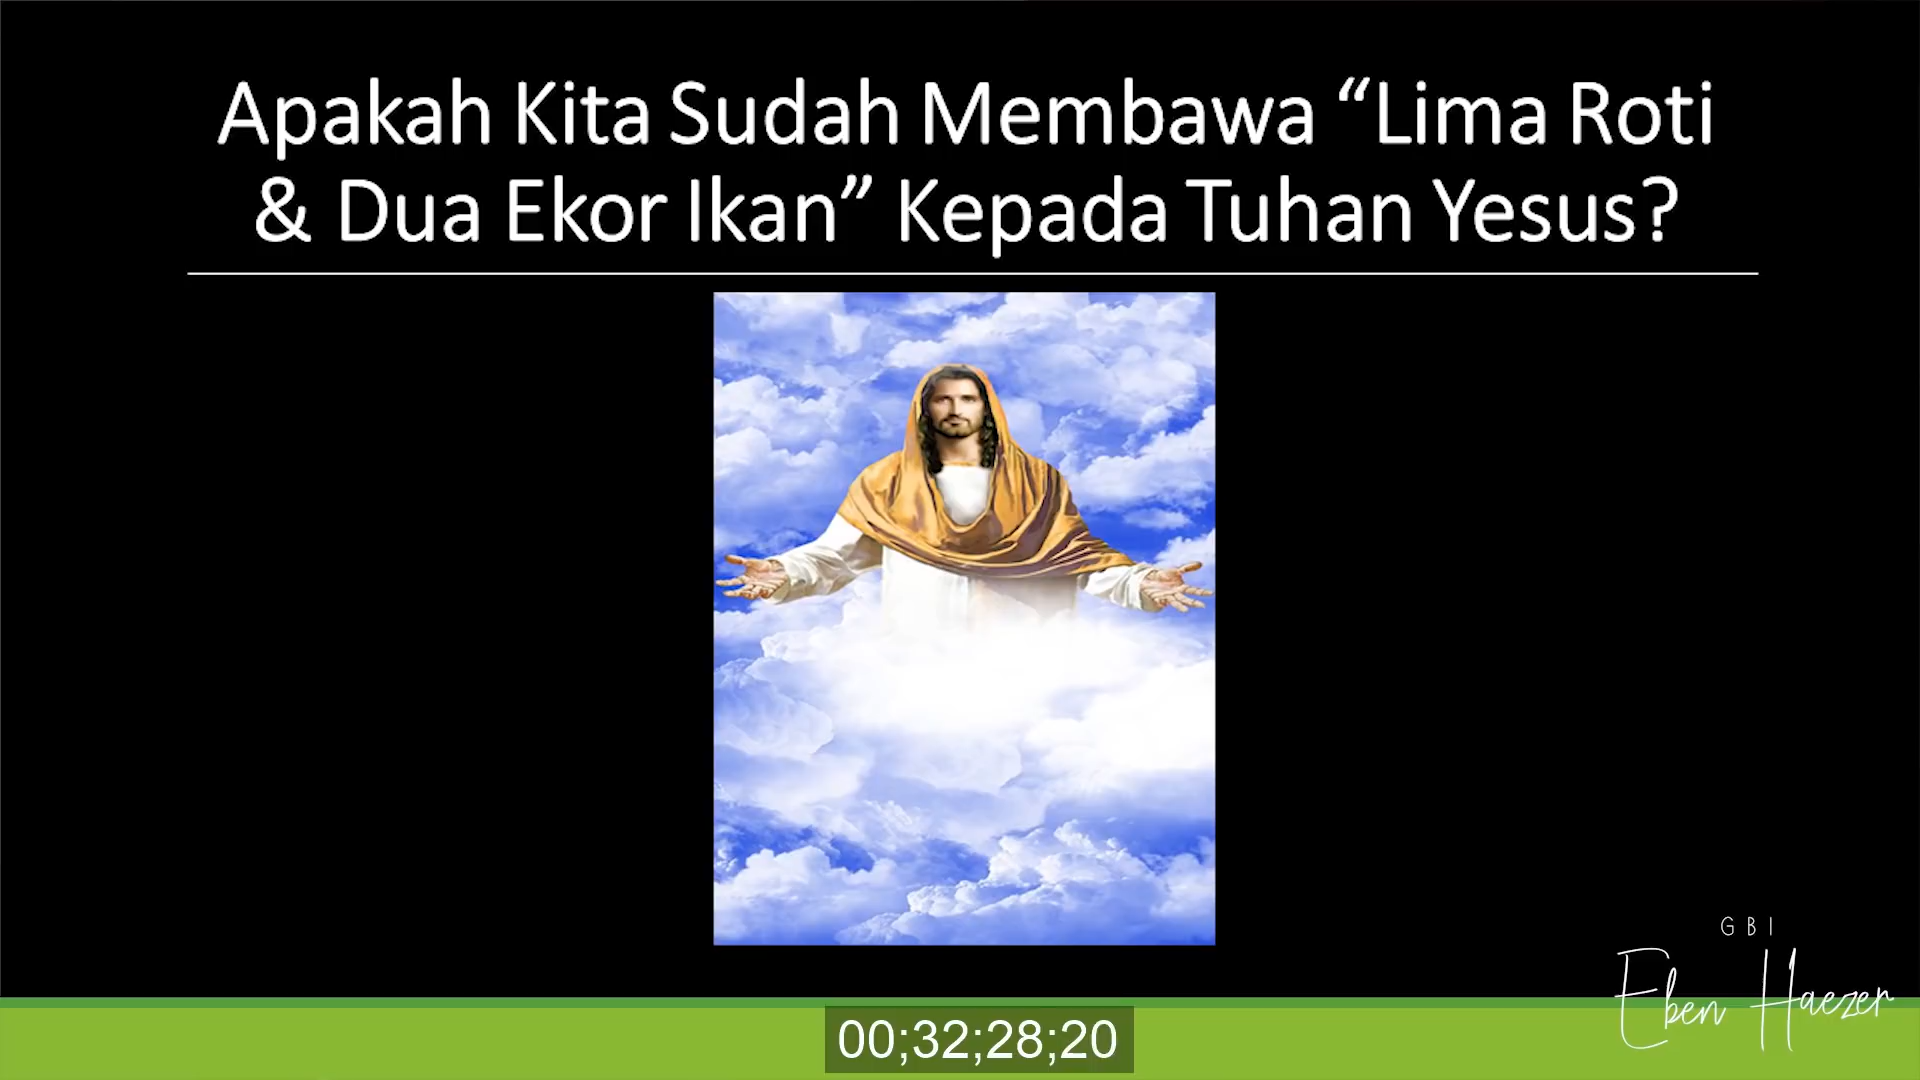 Apakah Kita Sudah Membawa “Lima Roti
& Dua Ekor Ikan” Kepada Tuhan Yesus?
GBI
Eben Haezer
00;32;28;20